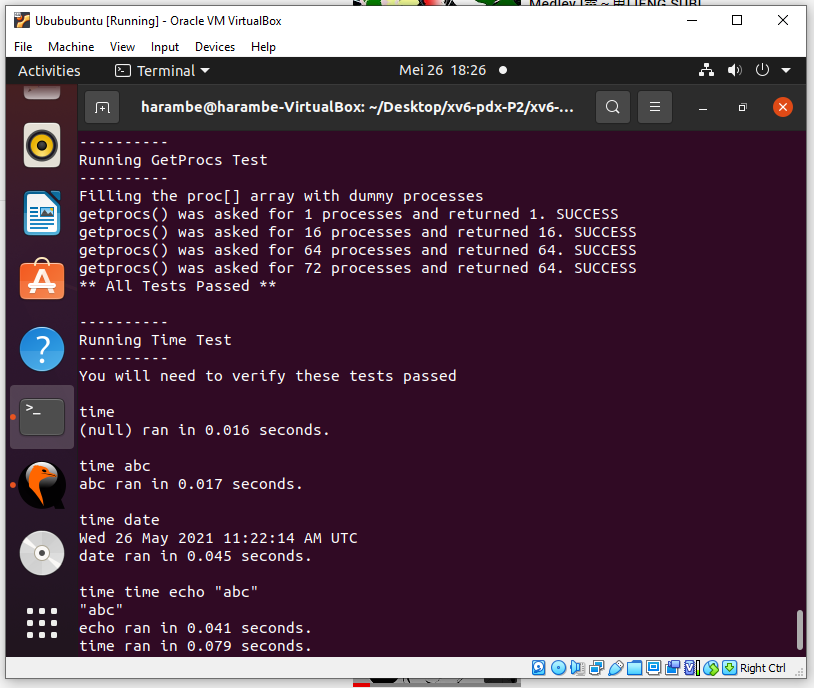 Medley
Ubububuntu [Running] - Oracle VM VirtualBox
File Machine View Input Devices Help
Activities Terminal Mei 26 18:26
harambe@harambe-VirtualBox: ~/Desktop/xv6-pdx-P2/xv6-...
----------
Running GetProcs Test
----------
Filling the proc[] array with dummy processes
getprocs() was asked for 1 processes and returned 1. SUCCESS
getprocs() was asked for 16 processes and returned 16. SUCCESS
getprocs() was asked for 64 processes and returned 64. SUCCESS
getprocs() was asked for 72 processes and returned 64. SUCCESS
** All Tests Passed **
----------
Running Time Test
----------
You will need to verify these tests passed
time
(null) ran in 0.016 seconds.
time abc
abc ran in 0.017 seconds.
time date
Wed 26 May 2021 11:22:14 AM UTC
date ran in 0.045 seconds.
time time echo "abc"
"abc"
echo ran in 0.041 seconds.
time ran in 0.079 seconds.
Right Ctrl